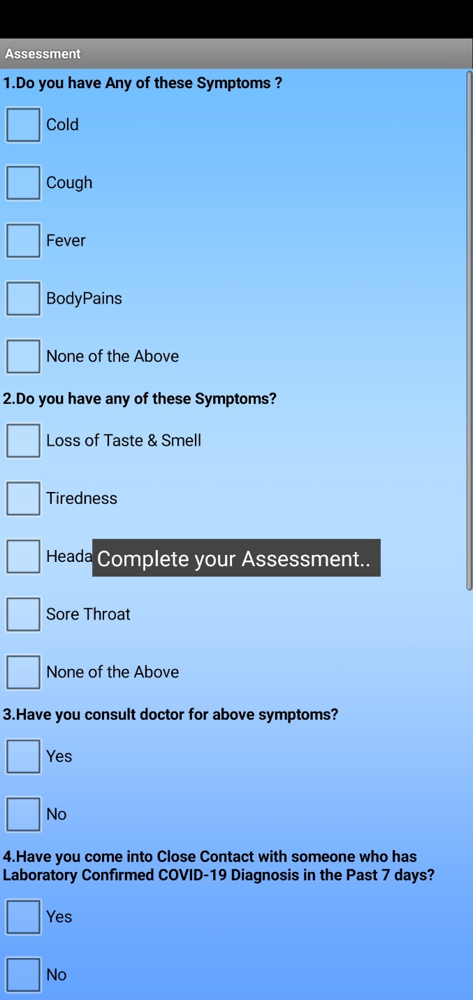 Assessment
1.Do you have Any of these Symptoms ?
Cold
Cough
Fever
BodyPains
None of the Above
2.Do you have any of these Symptoms?
Loss of Taste & Smell
Tiredness
Heada
Complete your Assessment..
Sore Throat
None of the Above
3.Have you consult doctor for above symptoms?
Yes
No
4.Have you come into Close Contact with someone who has
Laboratory Confirmed COVID-19 Diagnosis in the Past 7 days?
Yes
No